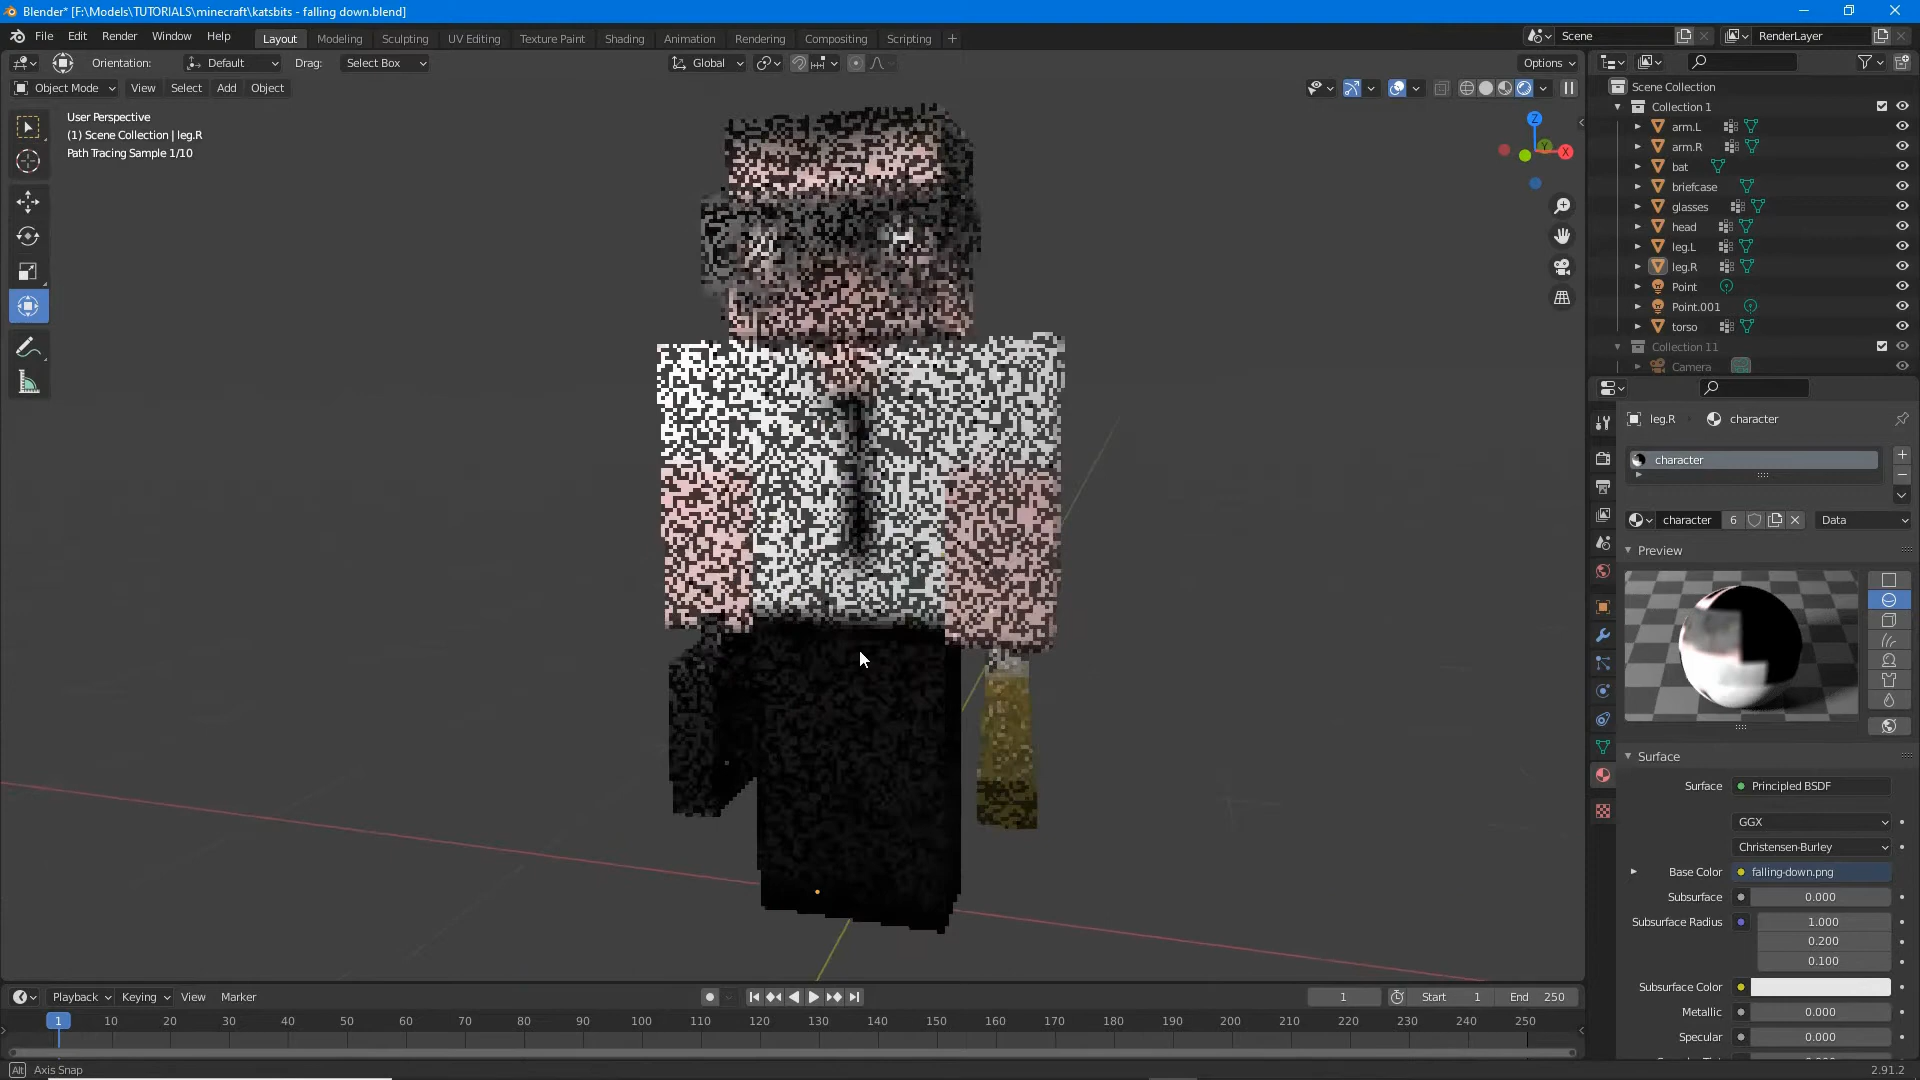 Blender* [F:\Models\TUTORIALS\minecraft\katsbits - falling down.blend]
File Edit Render Window Help Layout Modeling Sculpting UV Editing Texture Paint Shading Animation Rendering Compositing Scripting + Scene RenderLayer
Orientation: Default Drag: Select Box Global Options
Object Mode View Select Add Object
User Perspective
(1) Scene Collection | leg.R
Path Tracing Sample 1/10
Z
Y
X
Scene Collection
Collection 1
arm.L
arm.R
bat
briefcase
glasses
head
leg.L
leg.R
Point
Point.001
torso
Collection 11
Camera
leg.R character
character
character 6 Data
Preview
Surface
Surface Principled BSDF
GGX
Christensen-Burley
Base Color falling-down.png
Subsurface 0.000
Subsurface Radius 1.000
0.200
0.100
Subsurface Color
Metallic 0.000
Specular 0.000
Playback Keying View Marker 1 Start 1 End 250
1 10 20 30 40 50 60 70 80 90 100 110 120 130 140 150 160 170 180 190 200 210 220 230 240 250
Alt Axis Snap 2.91.2